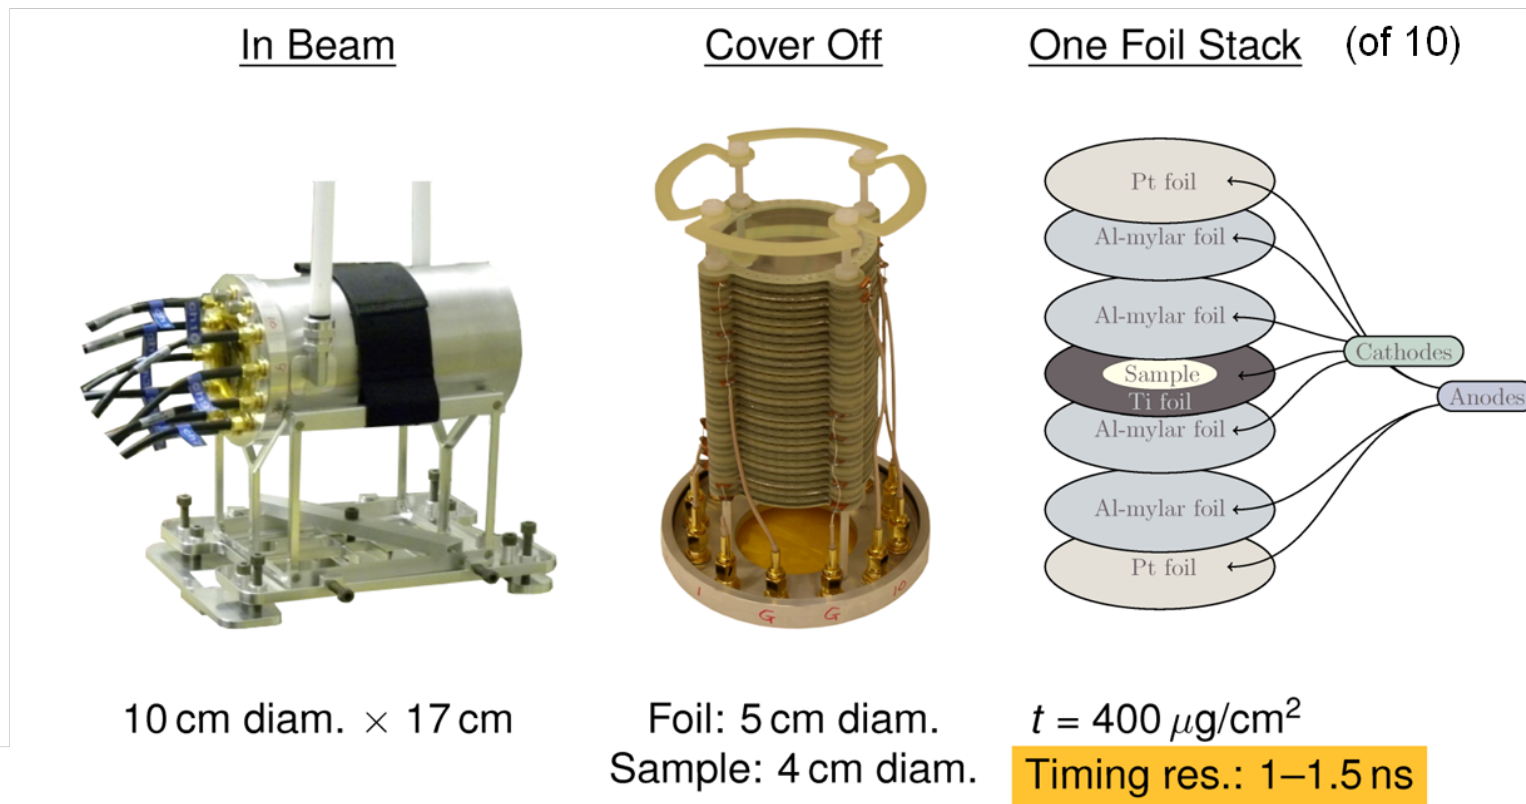 In Beam
Cover Off
One Foil Stack (of 10)
Pt foil
Al-mylar foil
Al-mylar foil
Sample
Ti foil
Al-mylar foil
Al-mylar foil
Pt foil
Cathodes
Anodes
1
G
G
10
10 cm diam. × 17 cm
Foil: 5 cm diam.
Sample: 4 cm diam.
t = 400 μg/cm²
Timing res.: 1–1.5 ns